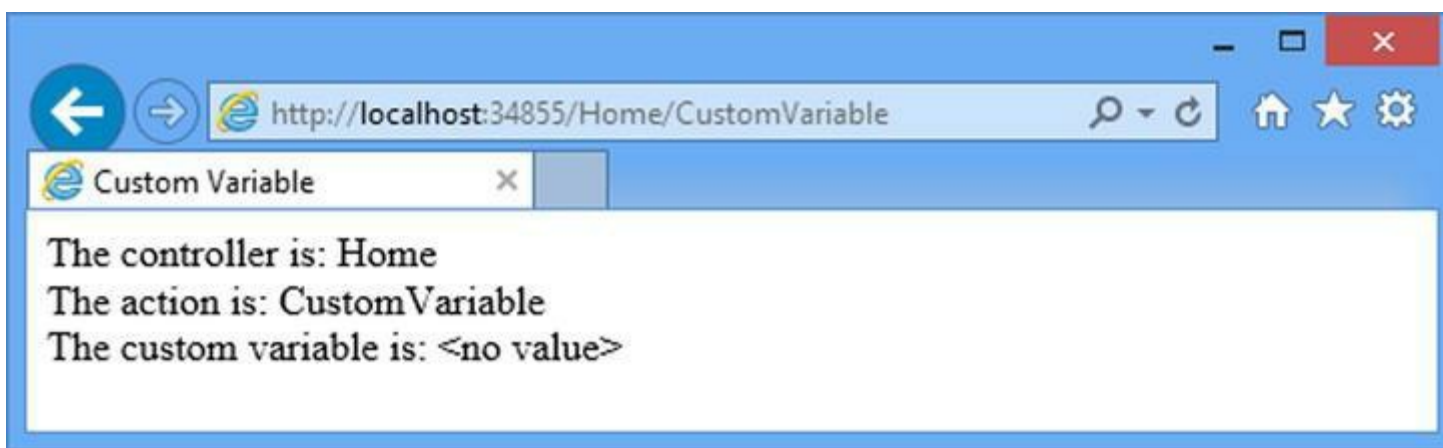 http://localhost:34855/Home/CustomVariable
Custom Variable
The controller is: Home
The action is: CustomVariable
The custom variable is: <no value>